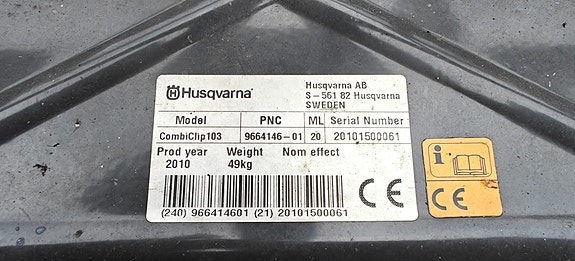 Husqvarna
Husqvarna AB
S-561 82 Husqvarna
SWEDEN
Model PNC ML Serial Number
CombiClip103 9664146-01 20 20101500061
Prod year Weight Nom effect
2010 49kg
(240) 966414601 (21) 20101500061
CE
i
CE